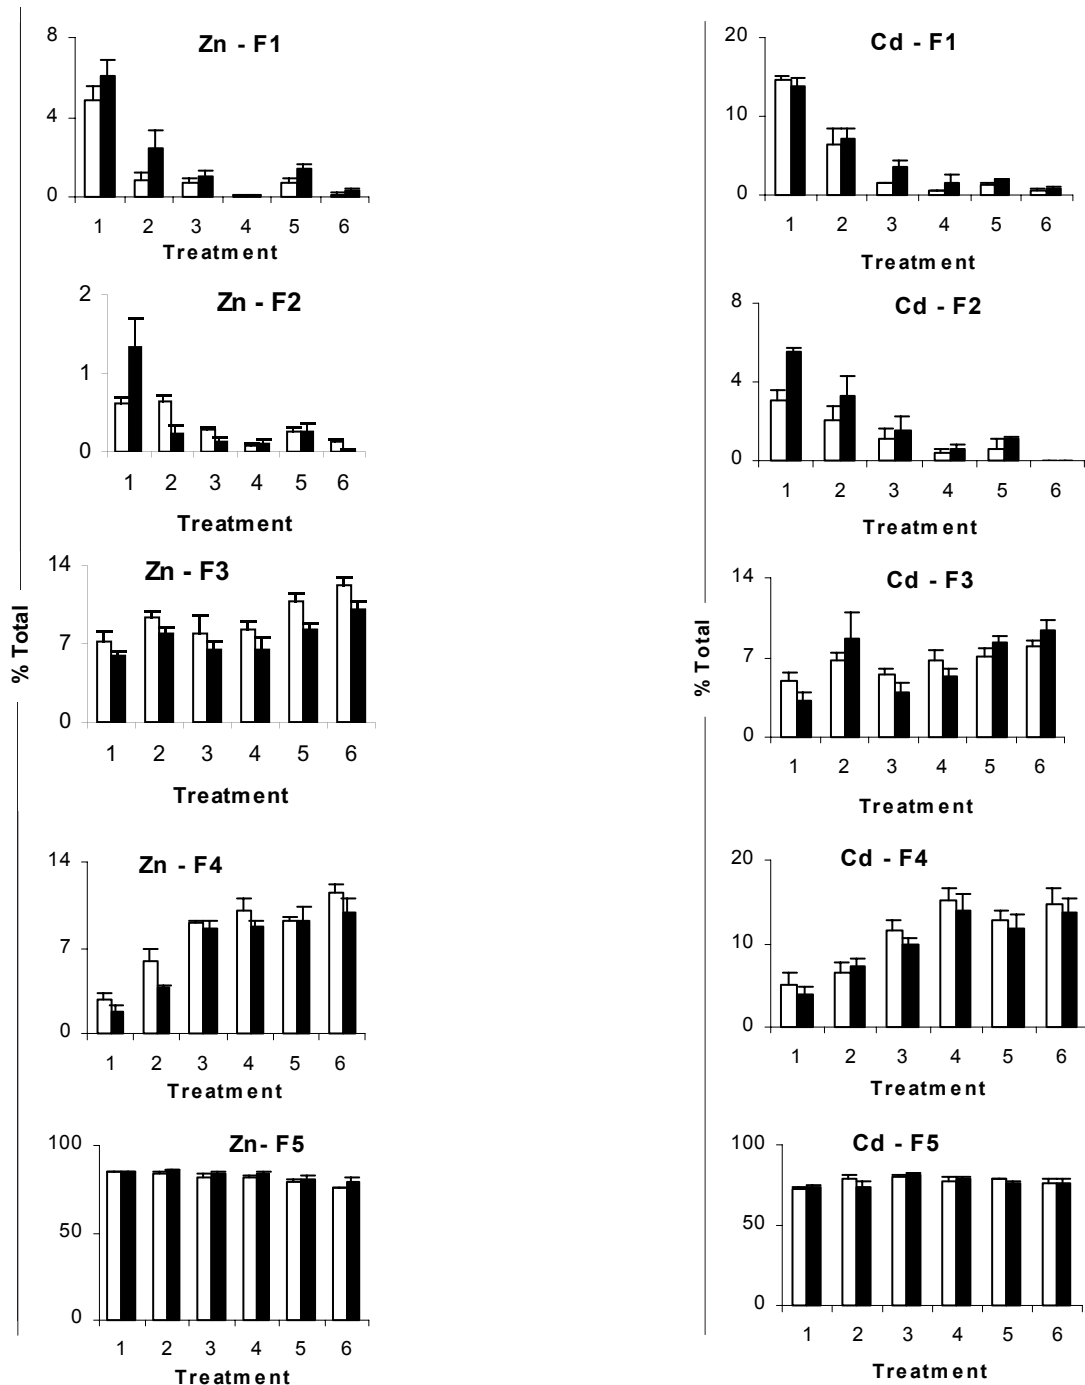 % Total
Zn - F1
8
4
0
1 2 3 4 5 6
Treatment
Zn - F2
2
1
0
1 2 3 4 5 6
Treatment
Zn - F3
14
7
0
1 2 3 4 5 6
Treatment
Zn - F4
14
7
0
1 2 3 4 5 6
Treatment
Zn- F5
100
50
0
1 2 3 4 5 6
Treatment
% Total
Cd - F1
20
10
0
1 2 3 4 5 6
Treatment
Cd - F2
8
4
0
1 2 3 4 5 6
Treatment
Cd - F3
14
7
0
1 2 3 4 5 6
Treatment
Cd - F4
20
10
0
1 2 3 4 5 6
Treatment
Cd - F5
100
50
0
1 2 3 4 5 6
Treatment